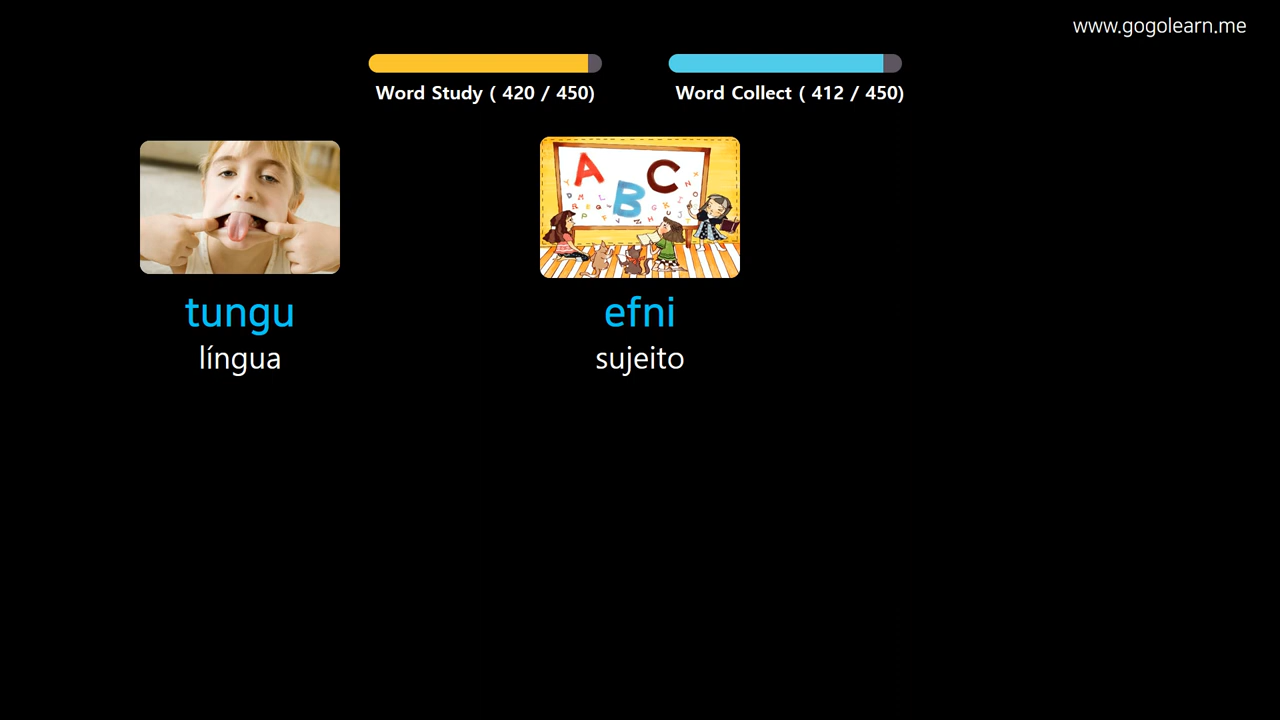 www.gogolearn.me
Word Study ( 420 / 450)
Word Collect ( 412 / 450)
A B C
tungu
efni
língua
sujeito